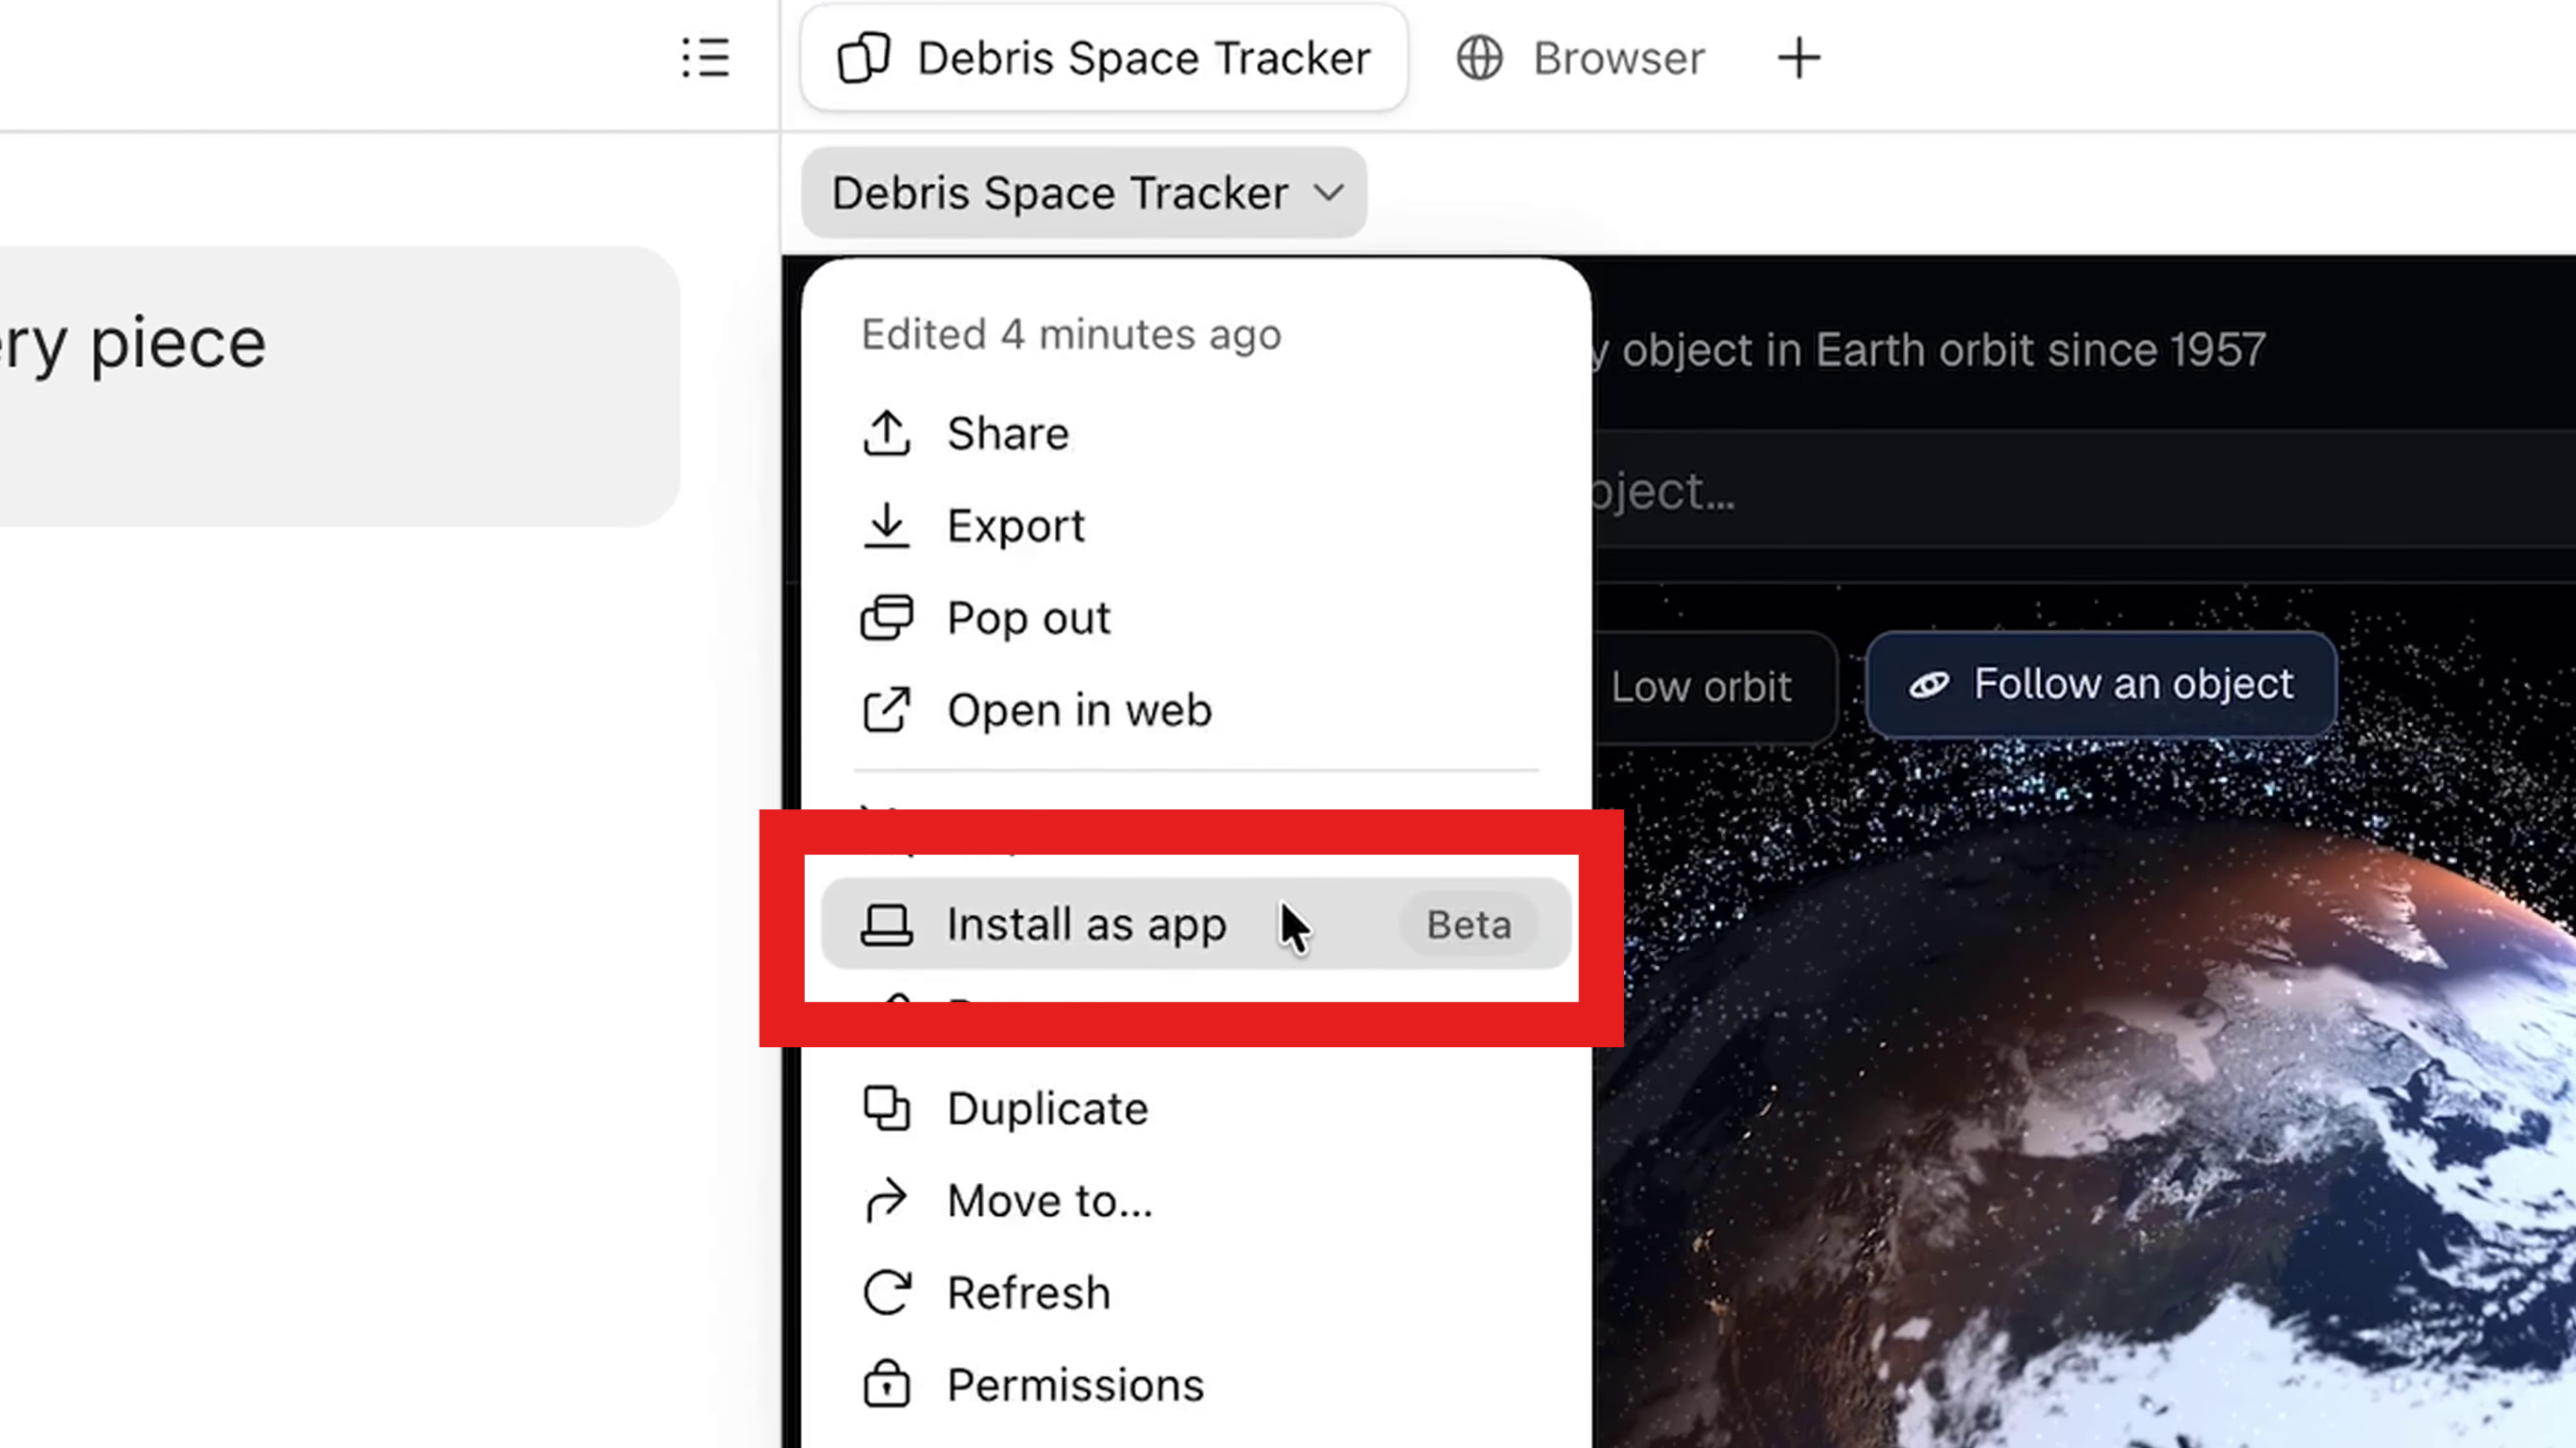 Debris Space Tracker
Browser
Debris Space Tracker
piece
Edited 4 minutes ago
object in Earth orbit since 1957
Share
Export
Pop out
Low orbit
Follow an object
Open in web
Install as app
Beta
Duplicate
Move to...
Refresh
Permissions